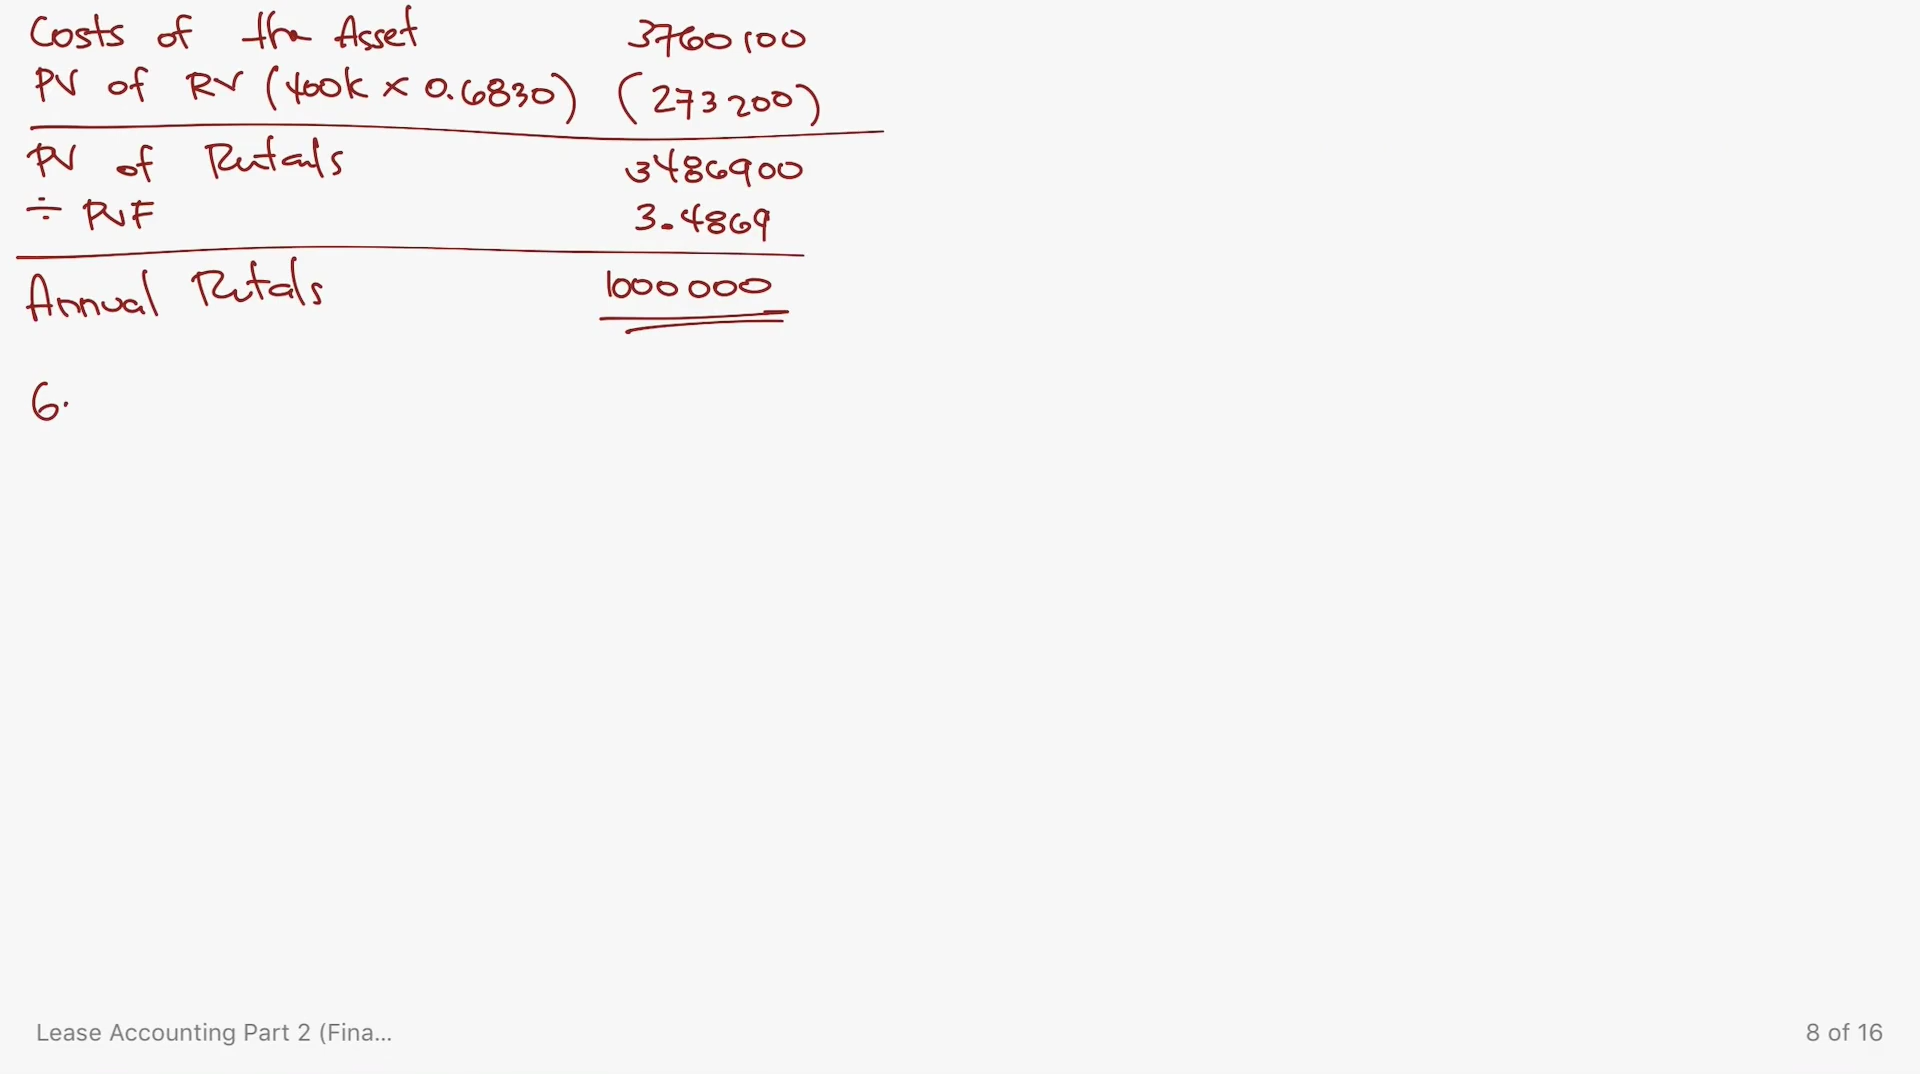 Costs of the Asset 3760100
PV of RV (400k × 0.6830) (273200)
PV of Rentals 3486900
÷ PVF 3.4869
Annual Rentals 1000000
6.
Lease Accounting Part 2 (Fina... 8 of 16